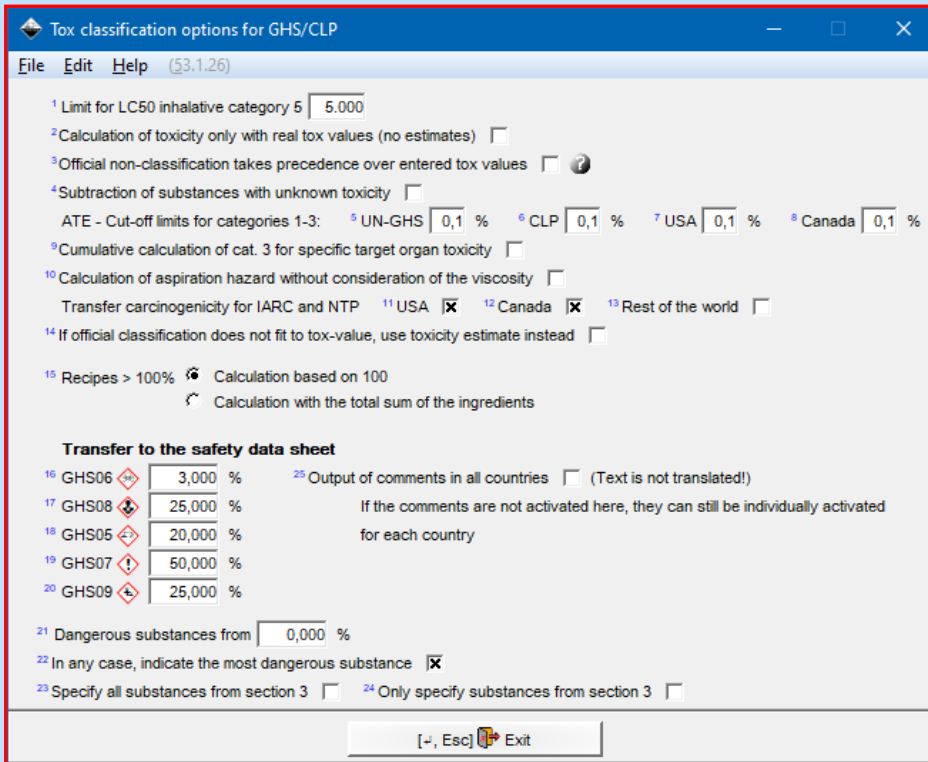 Tox classification options for GHS/CLP
File Edit Help (53.1.26)
1 Limit for LC50 inhalative category 5 5.000
2 Calculation of toxicity only with real tox values (no estimates)
3 Official non-classification takes precedence over entered tox values ?
4 Subtraction of substances with unknown toxicity
ATE - Cut-off limits for categories 1-3: 5 UN-GHS 0,1 % 6 CLP 0,1 % 7 USA 0,1 % 8 Canada 0,1 %
9 Cumulative calculation of cat. 3 for specific target organ toxicity
10 Calculation of aspiration hazard without consideration of the viscosity
Transfer carcinogenicity for IARC and NTP 11 USA 12 Canada 13 Rest of the world
14 If official classification does not fit to tox-value, use toxicity estimate instead
15 Recipes > 100% Calculation based on 100
Calculation with the total sum of the ingredients
Transfer to the safety data sheet
16 GHS06 3,000 % 25 Output of comments in all countries (Text is not translated!)
17 GHS08 25,000 % If the comments are not activated here, they can still be individually activated
18 GHS05 20,000 % for each country
19 GHS07 50,000 %
20 GHS09 25,000 %
21 Dangerous substances from 0,000 %
22 In any case, indicate the most dangerous substance
23 Specify all substances from section 3 24 Only specify substances from section 3
[↵, Esc] Exit